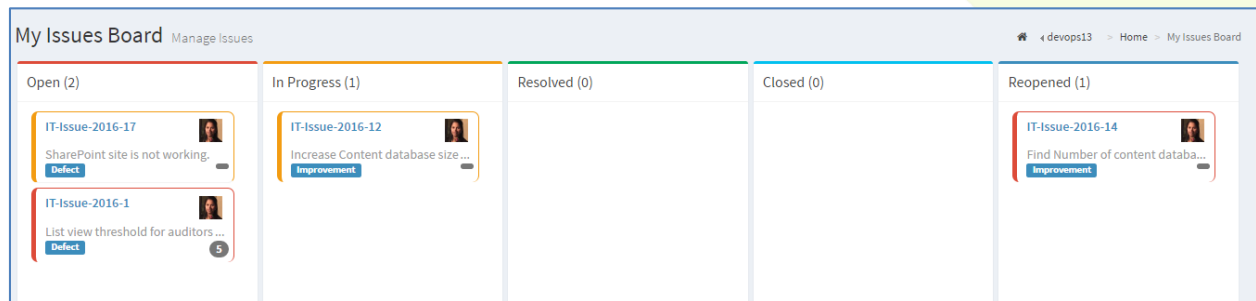 My Issues Board Manage Issues
devops13 > Home > My Issues Board
Open (2)
IT-Issue-2016-17
SharePoint site is not working.
Defect
IT-Issue-2016-1
List view threshold for auditors ...
Defect
5
In Progress (1)
IT-Issue-2016-12
Increase Content database size ...
Improvement
Resolved (0)
Closed (0)
Reopened (1)
IT-Issue-2016-14
Find Number of content databa...
Improvement